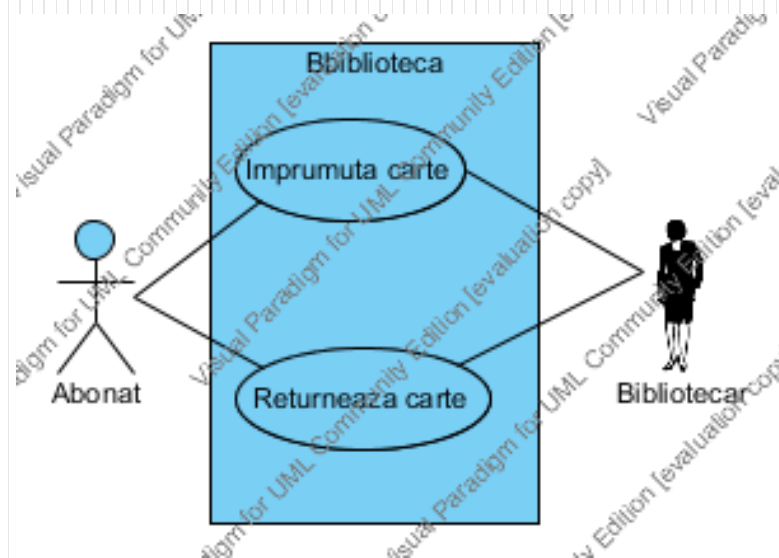 Bbiblioteca
Imprumuta carte
Returneaza carte
Abonat
Bibliotecar
Visual Paradigm for UML Community Edition [evaluation copy]